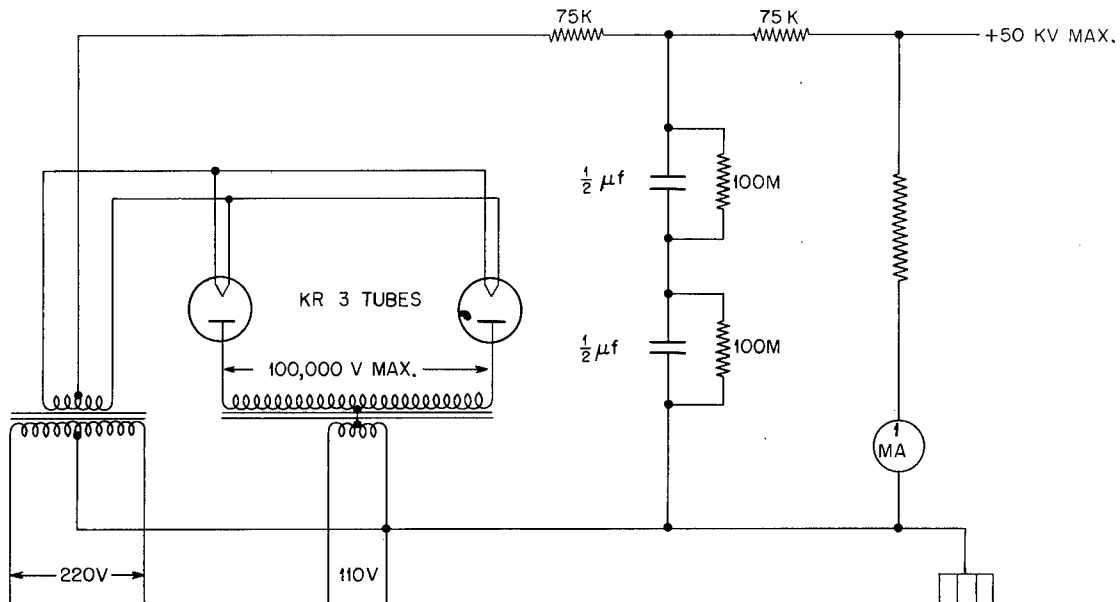 75K
75K
+50 KV MAX.
½ μf
100M
KR 3 TUBES
100,000 V MAX.
½ μf
100M
1
MA
220V
110V